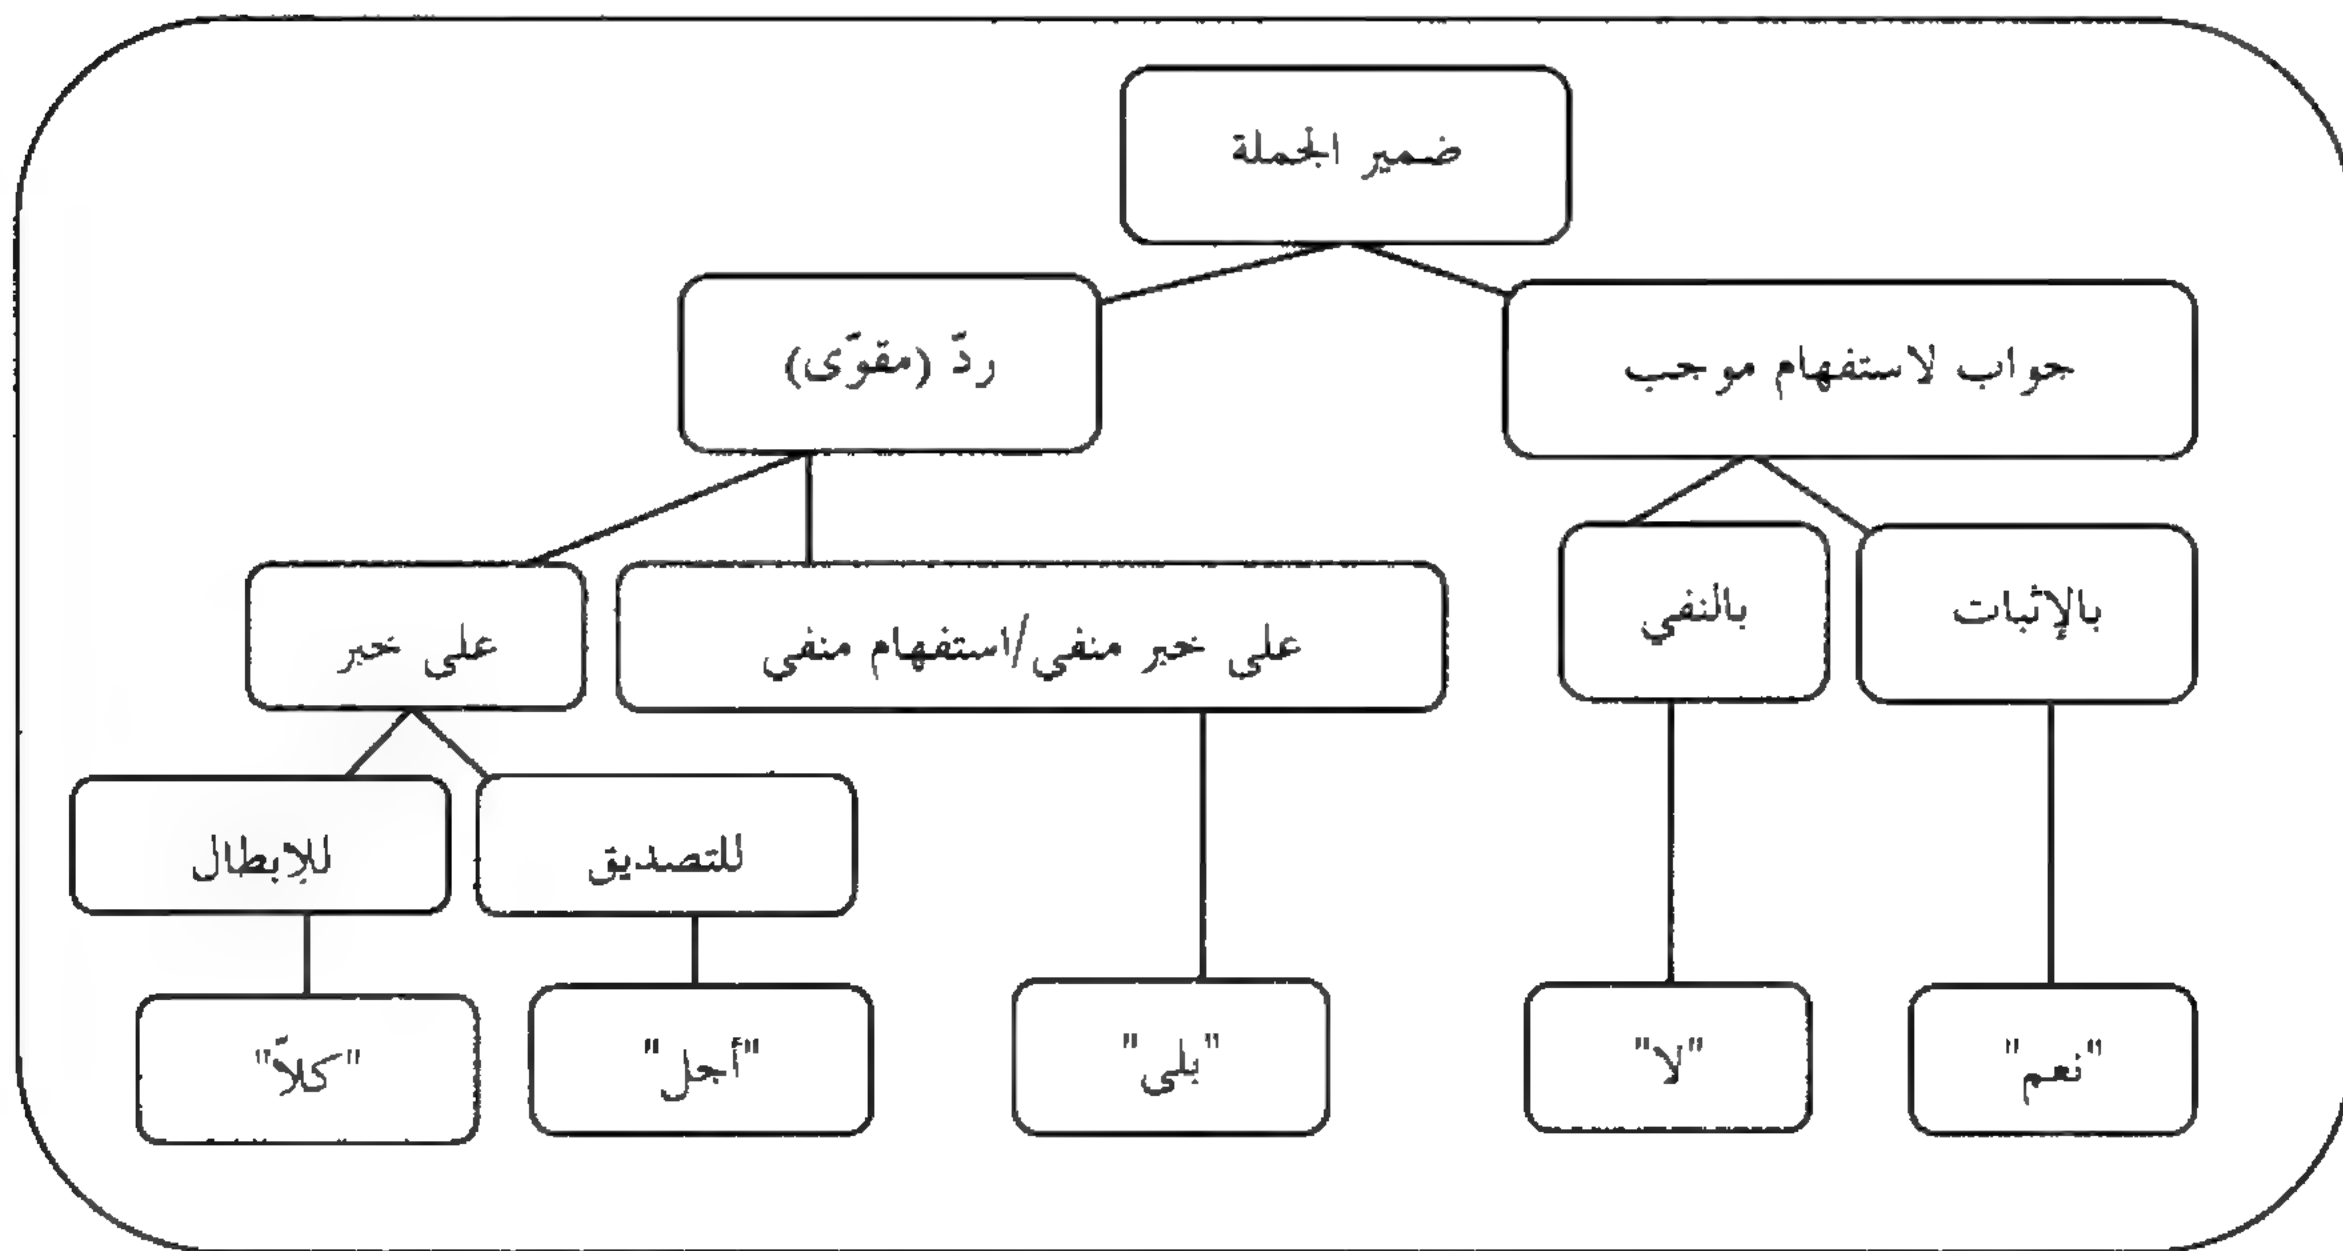 ضمير الجملة
جواب لاستفهام موجب
ردّ (مقوّى)
بالإثبات
بالنفي
على خبر منفي/استفهام منفي
على خبر
للتصديق
للإبطال
"نعم"
"لا"
"بلى"
"أجل"
"كلاّ"